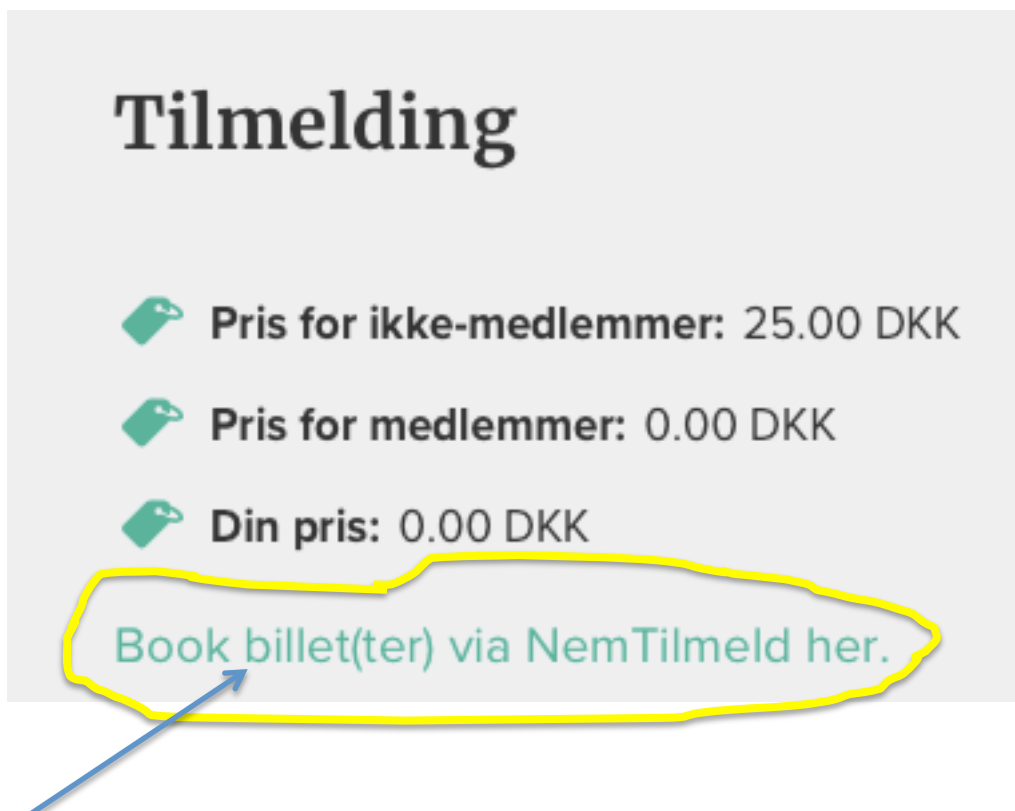 Tilmelding
Pris for ikke-medlemmer: 25.00 DKK
Pris for medlemmer: 0.00 DKK
Din pris: 0.00 DKK
Book billet(ter) via NemTilmeld her.